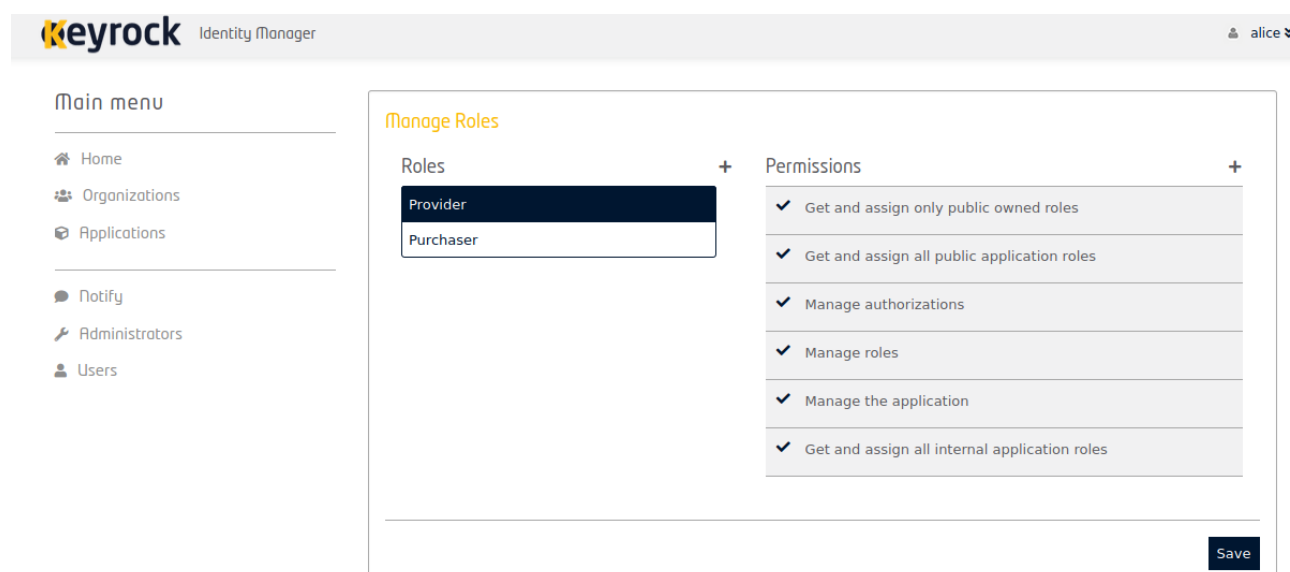 Keyrock Identity Manager
alice
Main menu
Home
Organizations
Applications
Notify
Administrators
Users
Manage Roles
Roles +
Provider
Purchaser
Permissions +
Get and assign only public owned roles
Get and assign all public application roles
Manage authorizations
Manage roles
Manage the application
Get and assign all internal application roles
Save